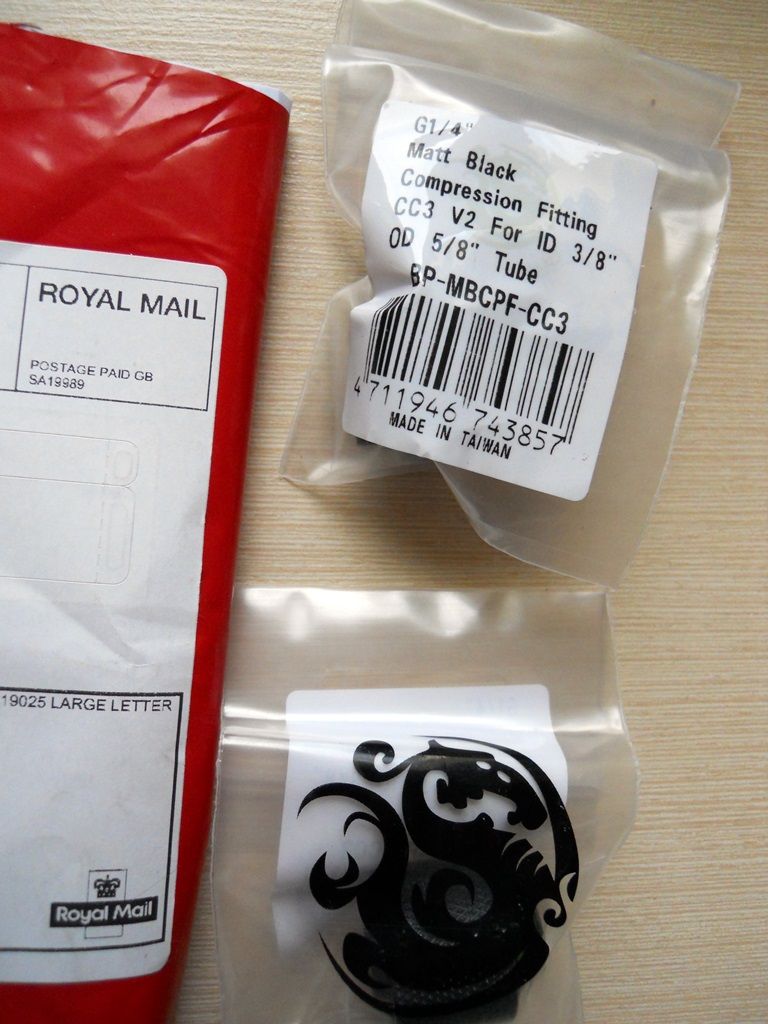 ROYAL MAIL
POSTAGE PAID GB
SA19989
19025 LARGE LETTER
Royal Mail
G1/4"
Matt Black
Compression Fitting
CC3 V2 For ID 3/8"
OD 5/8" Tube
BP-MBCPF-CC3
4 711946 743857
MADE IN TAIWAN